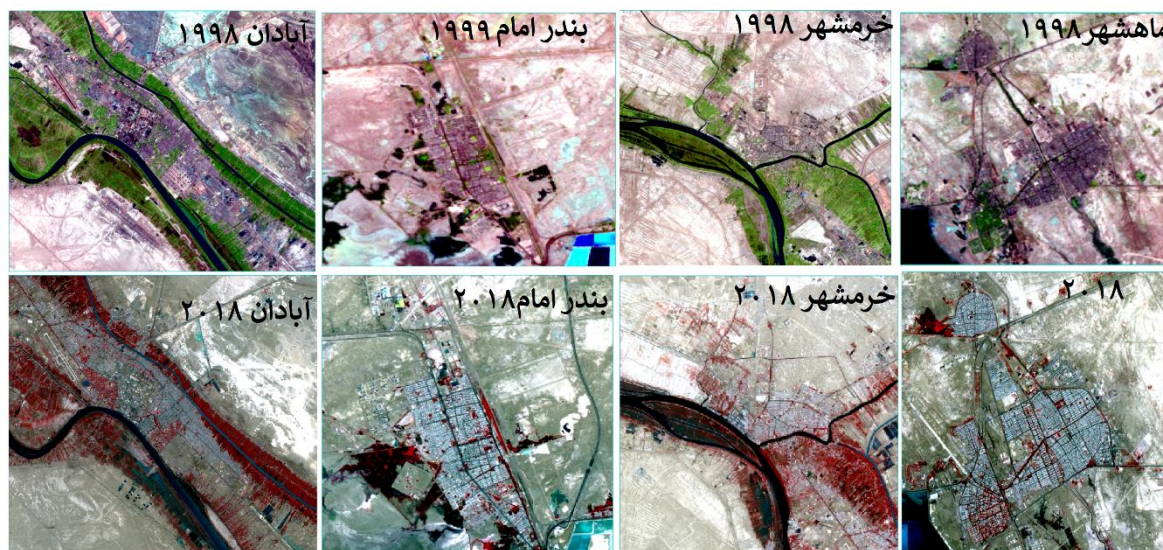 آبادان ۱۹۹۸
بندر امام ۱۹۹۹
خرمشهر ۱۹۹۸
ماهشهر ۱۹۹۸
آبادان ۲۰۱۸
بندر امام ۲۰۱۸
خرمشهر ۲۰۱۸
۲۰۱۸